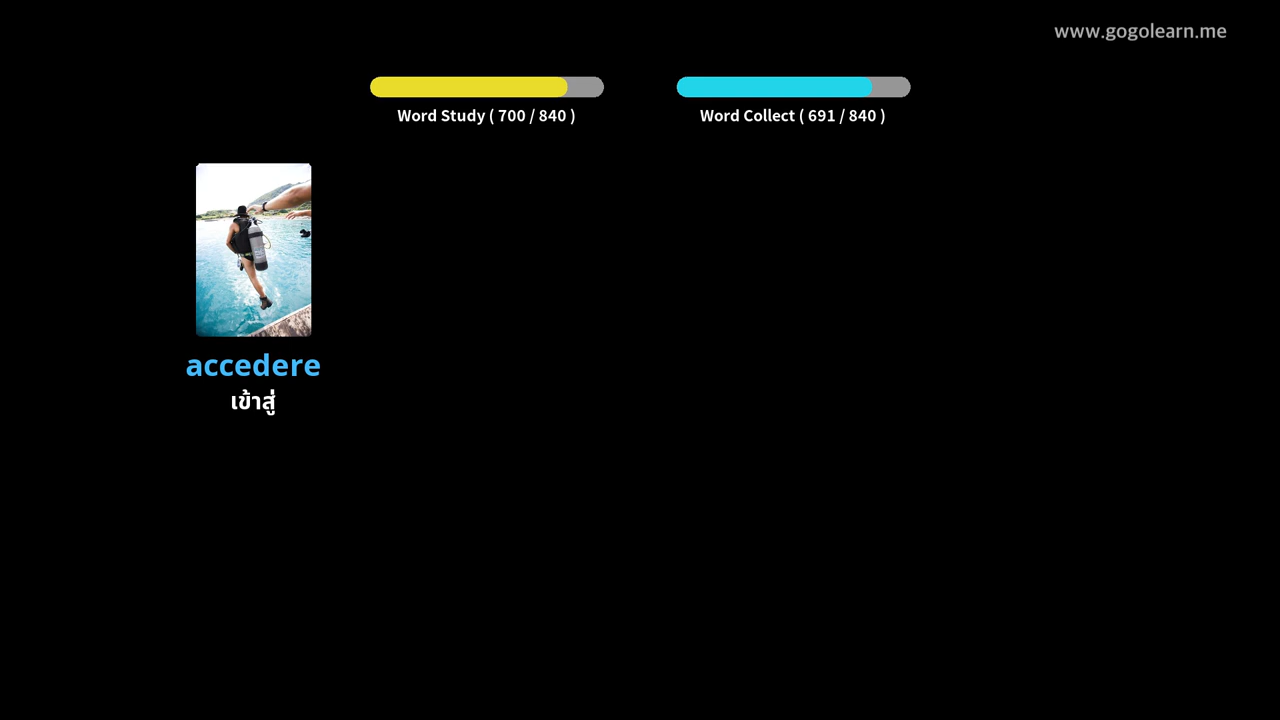 www.gogolearn.me
Word Study ( 700 / 840 )
Word Collect ( 691 / 840 )
accedere
เข้าสู่